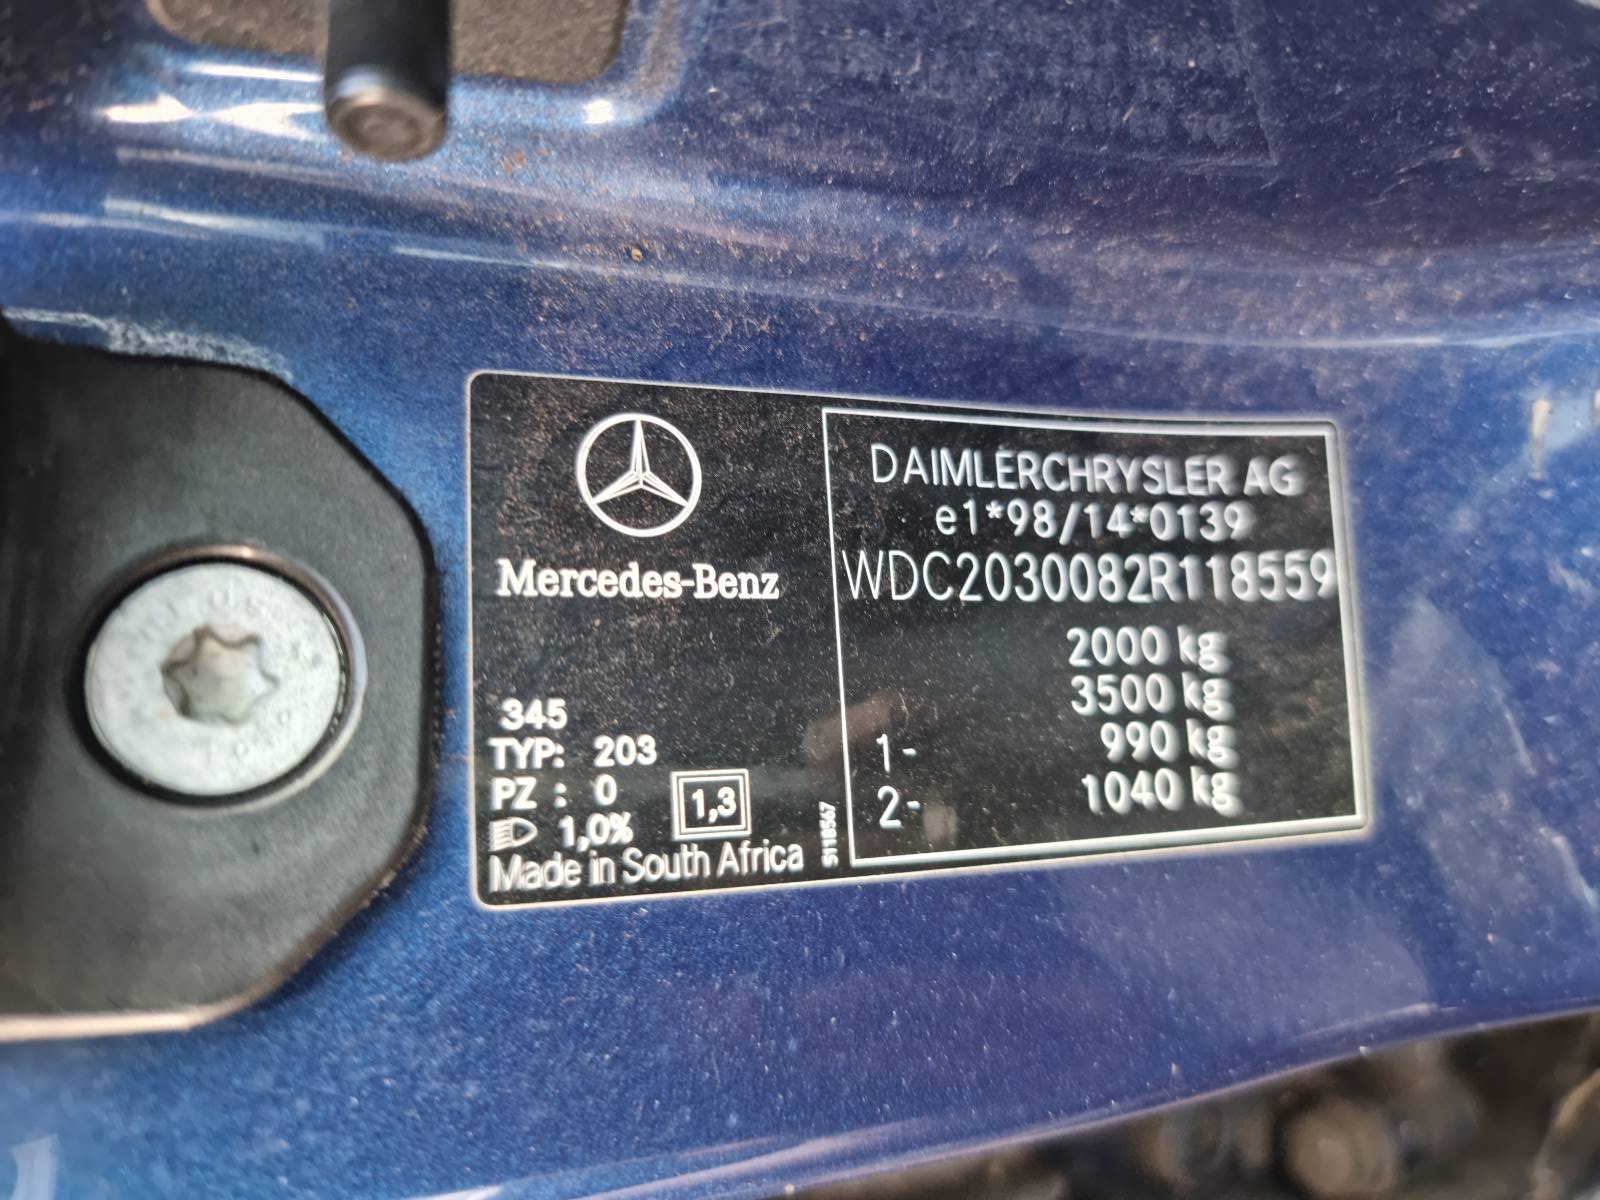 Mercedes-Benz
345
TYP: 203
PZ : 0
1,0%
1,3
Made in South Africa
5118567
DAIMLERCHRYSLER AG
e1*98/14*0139
WDC2030082R118559
2000 kg
3500 kg
1- 990 kg
2- 1040 kg